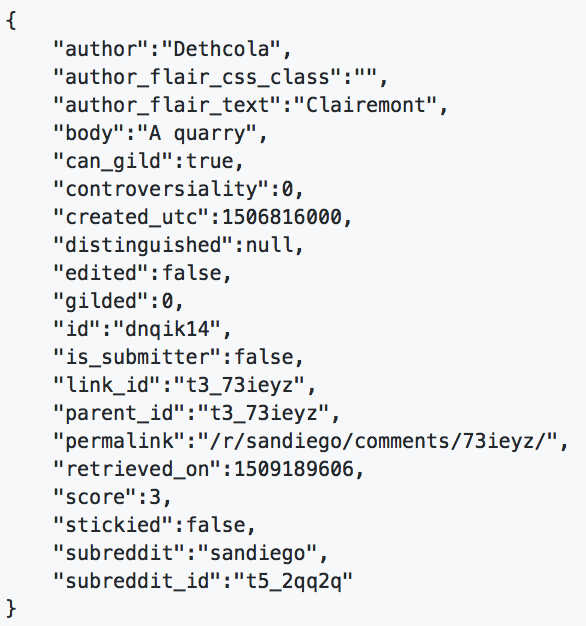 {
    "author":"Dethcola",
    "author_flair_css_class":"",
    "author_flair_text":"Clairemont",
    "body":"A quarry",
    "can_gild":true,
    "controversiality":0,
    "created_utc":1506816000,
    "distinguished":null,
    "edited":false,
    "gilded":0,
    "id":"dnqik14",
    "is_submitter":false,
    "link_id":"t3_73ieyz",
    "parent_id":"t3_73ieyz",
    "permalink":"/r/sandiego/comments/73ieyz/",
    "retrieved_on":1509189606,
    "score":3,
    "stickied":false,
    "subreddit":"sandiego",
    "subreddit_id":"t5_2qq2q"
}